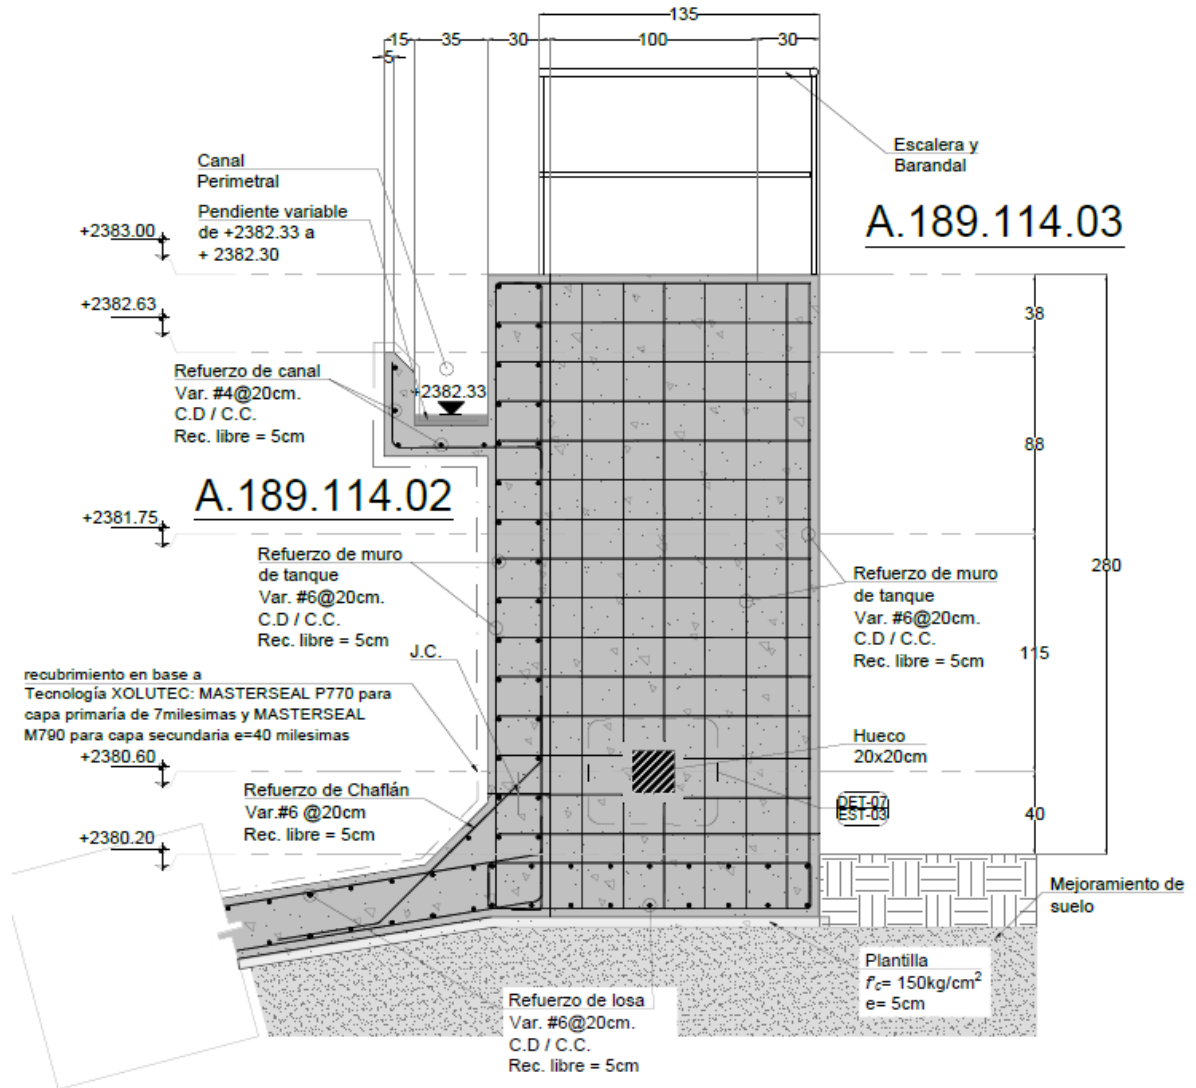 135
15
35
30
100
30
5
Escalera y
Barandal
Canal
Perimetral
Pendiente variable
de +2382.33 a
+ 2382.30
A.189.114.03
+2383.00
+2382.63
38
Refuerzo de canal
Var. #4@20cm.
C.D / C.C.
Rec. libre = 5cm
+2382.33
88
A.189.114.02
+2381.75
280
Refuerzo de muro
de tanque
Var. #6@20cm.
C.D / C.C.
Rec. libre = 5cm
Refuerzo de muro
de tanque
Var. #6@20cm.
C.D / C.C.
Rec. libre = 5cm
J.C.
115
recubrimiento en base a
Tecnología XOLUTEC: MASTERSEAL P770 para
capa primaría de 7milesimas y MASTERSEAL
M790 para capa secundaria e=40 milesimas
+2380.60
Hueco
20x20cm
Refuerzo de Chaflán
Var.#6 @20cm
Rec. libre = 5cm
DET-07
EST-03
40
+2380.20
Mejoramiento de
suelo
Plantilla
f'c= 150kg/cm²
e= 5cm
Refuerzo de losa
Var. #6@20cm.
C.D / C.C.
Rec. libre = 5cm